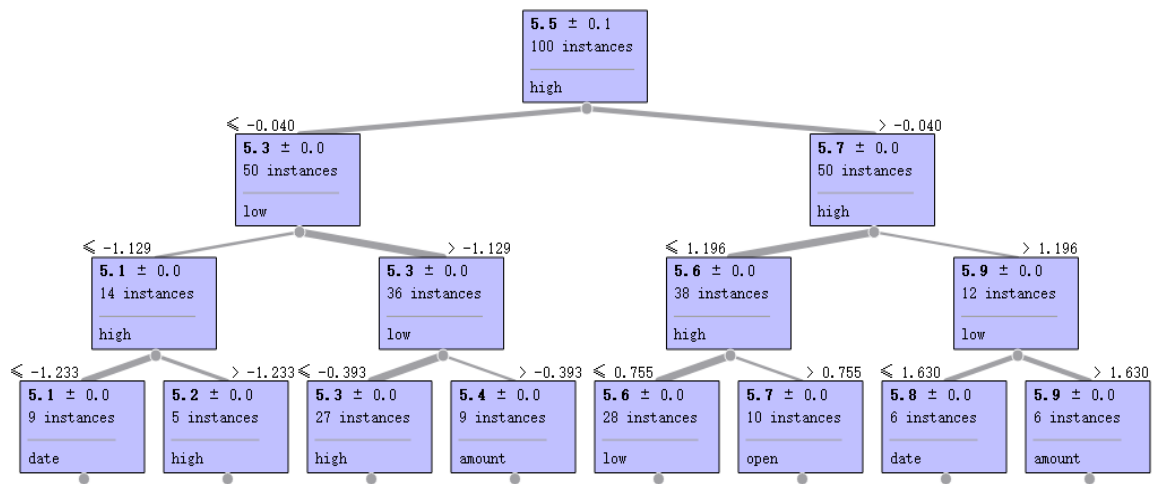 5.5 ± 0.1
100 instances
high
≤ -0.040
> -0.040
5.3 ± 0.0
50 instances
low
5.7 ± 0.0
50 instances
high
≤ -1.129
> -1.129
≤ 1.196
> 1.196
5.1 ± 0.0
14 instances
high
5.3 ± 0.0
36 instances
low
5.6 ± 0.0
38 instances
high
5.9 ± 0.0
12 instances
low
≤ -1.233
> -1.233
≤ -0.393
> -0.393
≤ 0.755
> 0.755
≤ 1.630
> 1.630
5.1 ± 0.0
9 instances
date
5.2 ± 0.0
5 instances
high
5.3 ± 0.0
27 instances
high
5.4 ± 0.0
9 instances
amount
5.6 ± 0.0
28 instances
low
5.7 ± 0.0
10 instances
open
5.8 ± 0.0
6 instances
date
5.9 ± 0.0
6 instances
amount